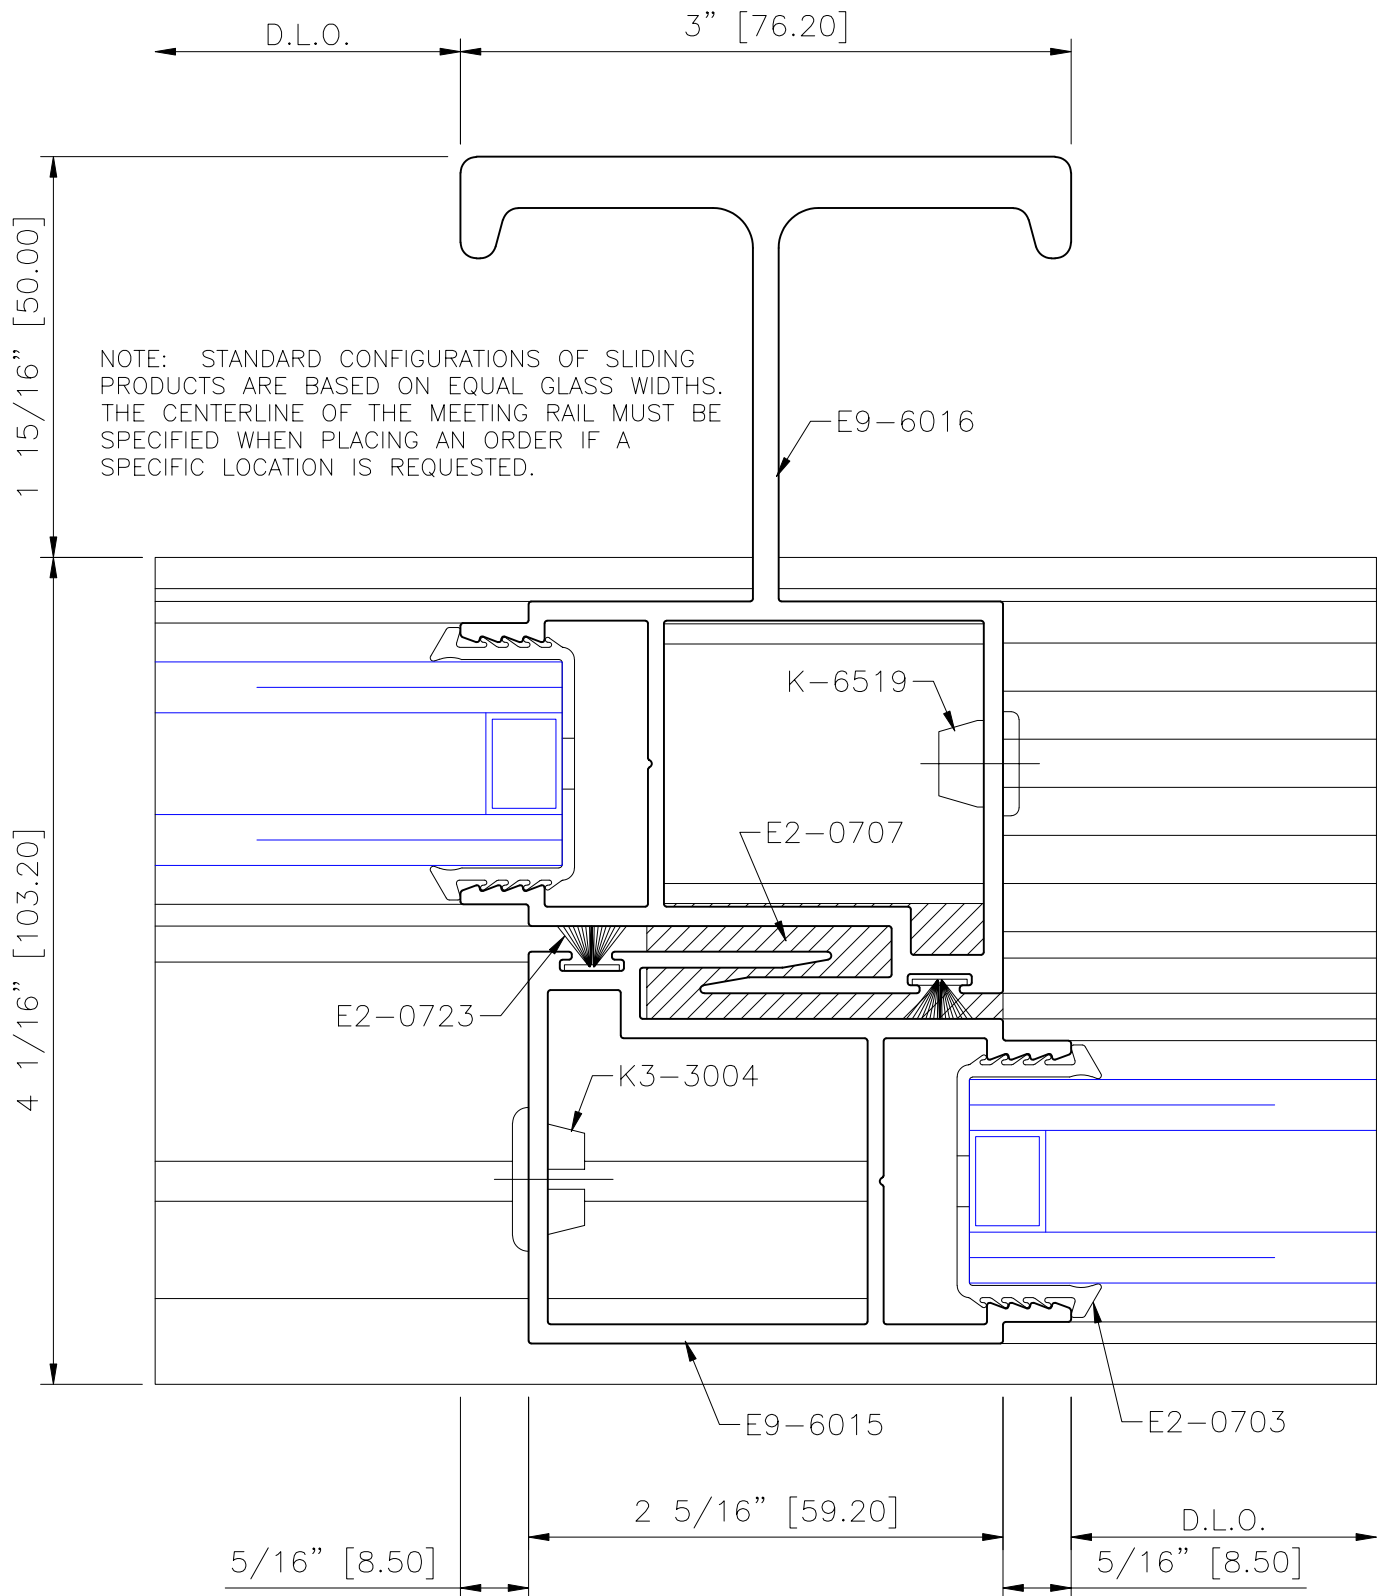 D.L.O.
3” [76.20]
1 15/16” [50.00]
NOTE: STANDARD CONFIGURATIONS OF SLIDING
PRODUCTS ARE BASED ON EQUAL GLASS WIDTHS.
THE CENTERLINE OF THE MEETING RAIL MUST BE
SPECIFIED WHEN PLACING AN ORDER IF A
SPECIFIC LOCATION IS REQUESTED.
E9-6016
K-6519
E2-0707
4 1/16” [103.20]
E2-0723
K3-3004
E9-6015
E2-0703
2 5/16” [59.20]
D.L.O.
5/16” [8.50]
5/16” [8.50]